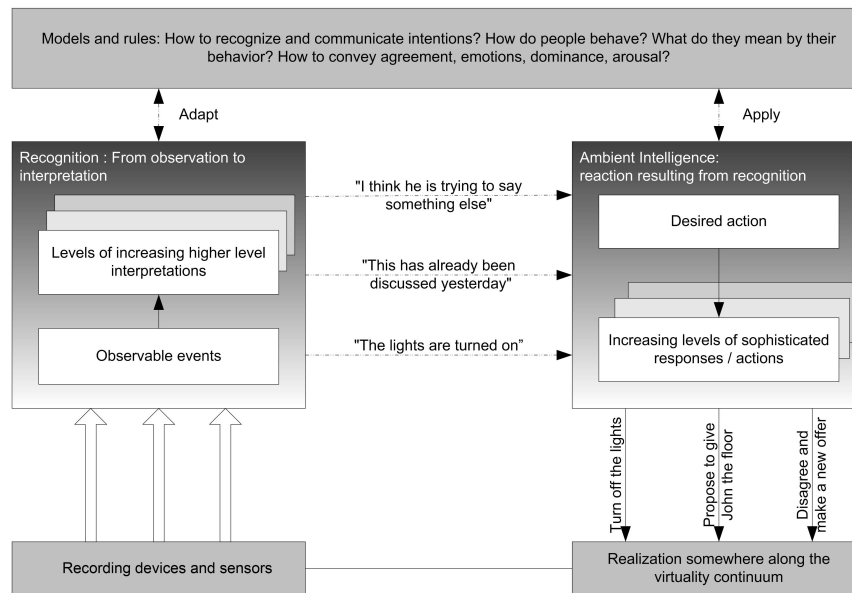 Models and rules: How to recognize and communicate intentions? How do people behave? What do they mean by their
behavior? How to convey agreement, emotions, dominance, arousal?
Adapt
Apply
Recognition : From observation to
interpretation
Levels of increasing higher level
interpretations
Observable events
"I think he is trying to say
something else"
"This has already been
discussed yesterday"
"The lights are turned on”
Ambient Intelligence:
reaction resulting from recognition
Desired action
Increasing levels of sophisticated
responses / actions
Turn off the lights
Propose to give
John the floor
Disagree and
make a new offer
Recording devices and sensors
Realization somewhere along the
virtuality continuum